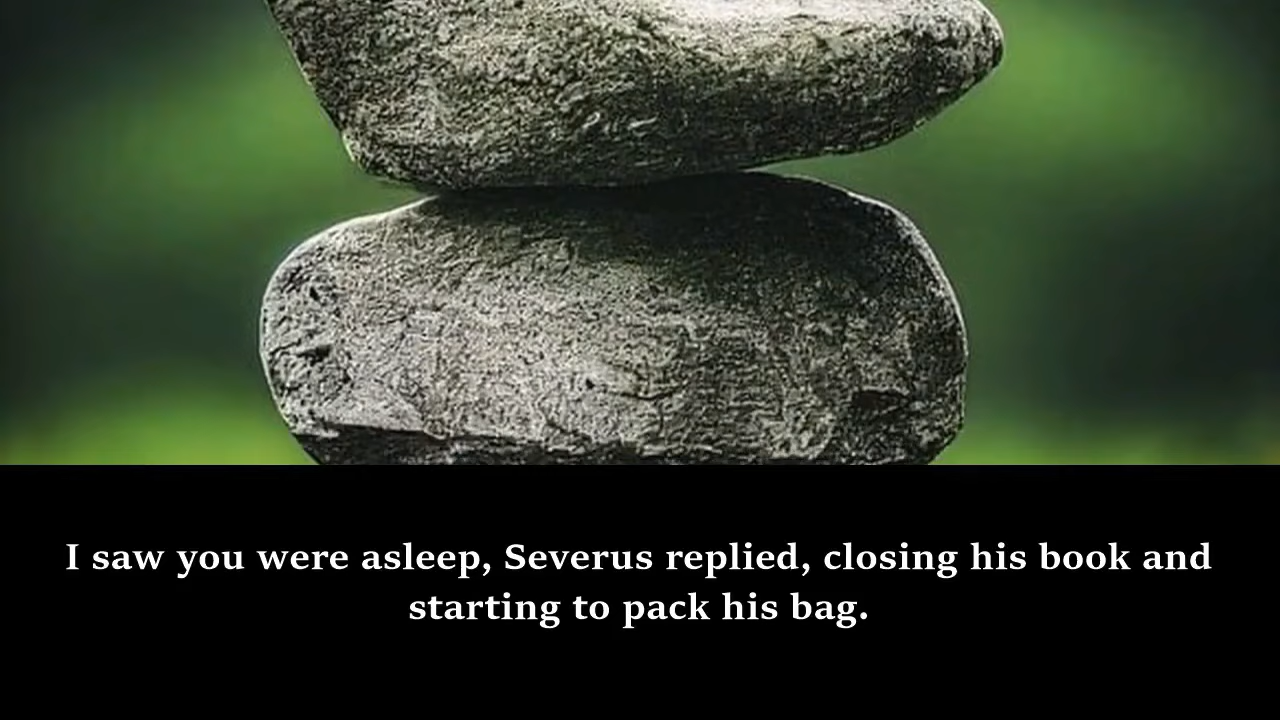 I saw you were asleep, Severus replied, closing his book and
starting to pack his bag.